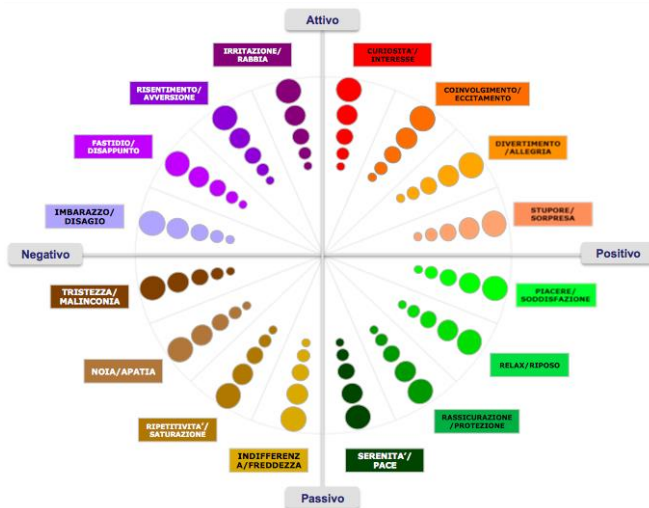 Attivo
IRRITAZIONE/
RABBIA
CURIOSITA'/
INTERESSE
RISENTIMENTO/
AVVERSIONE
COINVOLGIMENTO/
ECCITAMENTO
FASTIDIO/
DISAPPUNTO
DIVERTIMENTO
/ALLEGRIA
IMBARAZZO/
DISAGIO
STUPORE/
SORPRESA
Negativo
Positivo
TRISTEZZA/
MALINCONIA
PIACERE/
SODDISFAZIONE
NOIA/APATIA
RELAX/RIPOSO
RIPETITIVITA'/
SATURAZIONE
RASSICURAZIONE
/PROTEZIONE
INDIFFERENZ
A/FREDDEZZA
SERENITA'/
PACE
Passivo